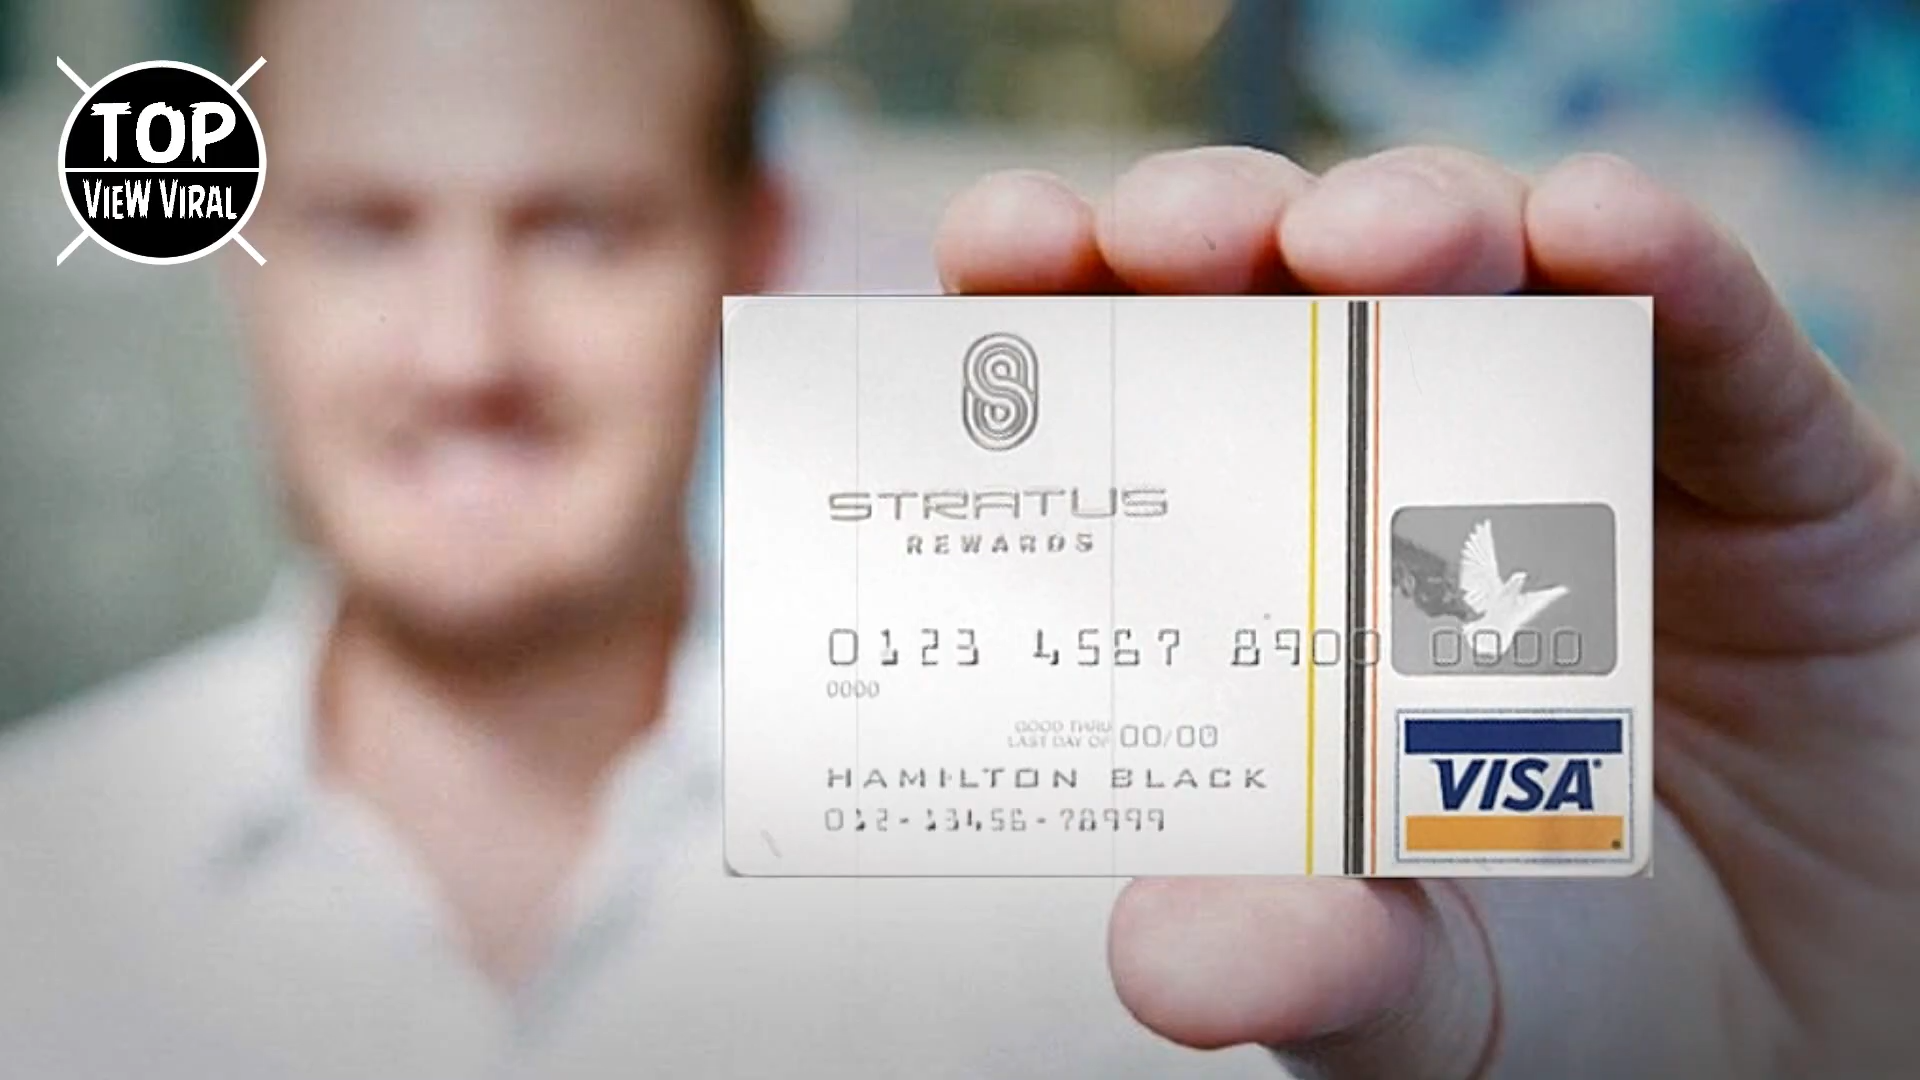 TOP
VIEW VIRAL
STRATUS
REWARDS
0123 4567 8900 0000
0000
GOOD THRU
LAST DAY OF 00/00
HAMILTON BLACK
012-13456-78999
VISA